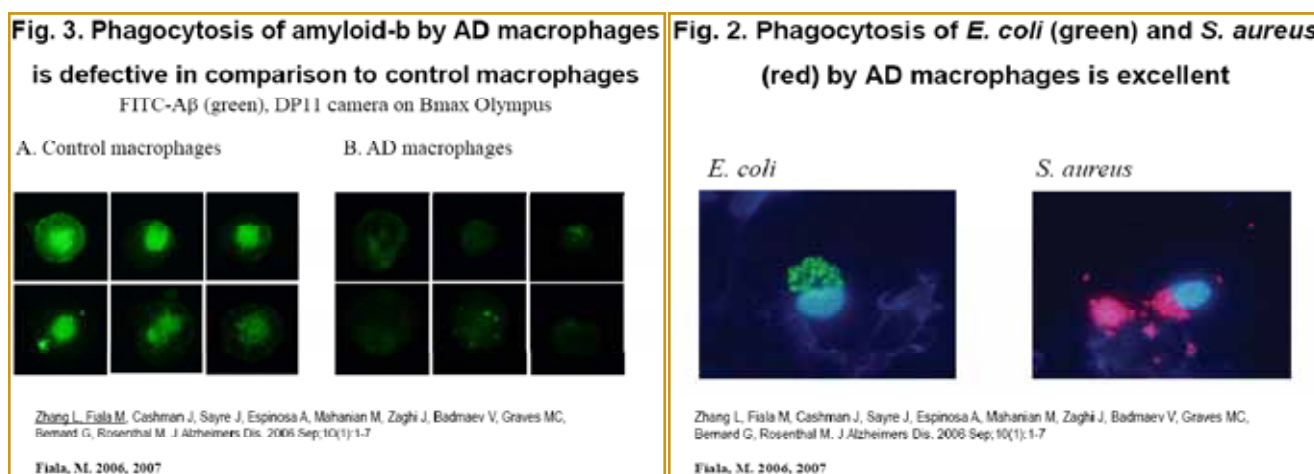 Fig. 3. Phagocytosis of amyloid-b by AD macrophages
is defective in comparison to control macrophages
FITC-Aβ (green), DP11 camera on Bmax Olympus
A. Control macrophages
B. AD macrophages
Zhang L, Fiala M, Cashman J, Sayre J, Espinosa A, Mahanian M, Zaghi J, Badmaev V, Graves MC,
Bernard G, Rosenthal M. J Alzheimers Dis. 2006 Sep;10(1):1-7
Fiala, M. 2006, 2007
Fig. 2. Phagocytosis of E. coli (green) and S. aureus
(red) by AD macrophages is excellent
E. coli
S. aureus
Zhang L, Fiala M, Cashman J, Sayre J, Espinosa A, Mahanian M, Zaghi J, Badmaev V, Graves MC,
Bernard G, Rosenthal M. J Alzheimers Dis. 2006 Sep;10(1):1-7
Fiala, M. 2006, 2007